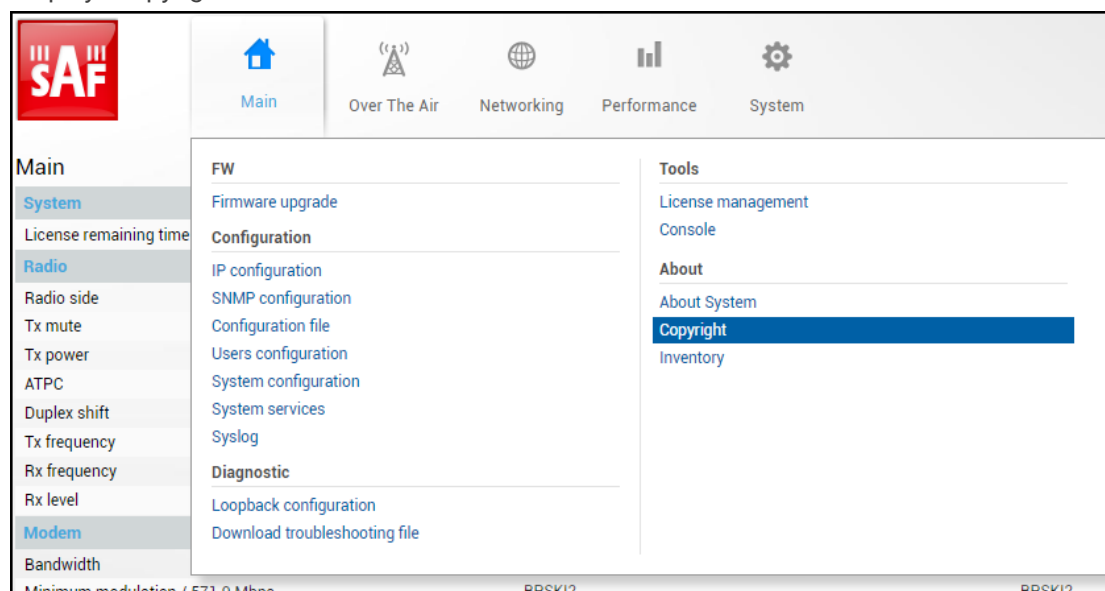 SAF
Main
Over The Air
Networking
Performance
System
Main
System
License remaining time
Radio
Radio side
Tx mute
Tx power
ATPC
Duplex shift
Tx frequency
Rx frequency
Rx level
Modem
Bandwidth
FW
Firmware upgrade
Configuration
IP configuration
SNMP configuration
Configuration file
Users configuration
System configuration
System services
Syslog
Diagnostic
Loopback configuration
Download troubleshooting file
Tools
License management
Console
About
About System
Copyright
Inventory